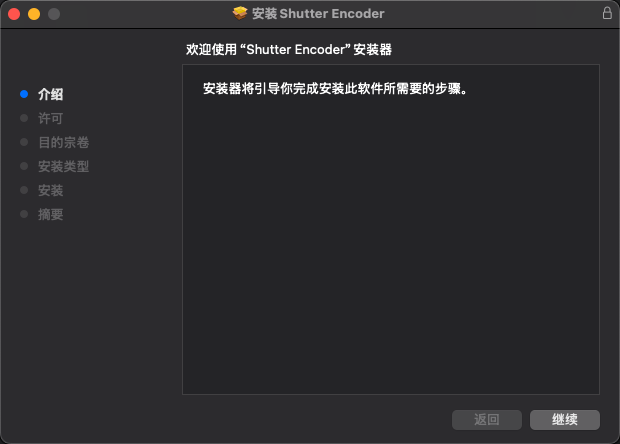 安装 Shutter Encoder
欢迎使用 “Shutter Encoder” 安装器
安装器将引导你完成安装此软件所需要的步骤。
介绍
许可
目的宗卷
安装类型
安装
摘要
返回
继续